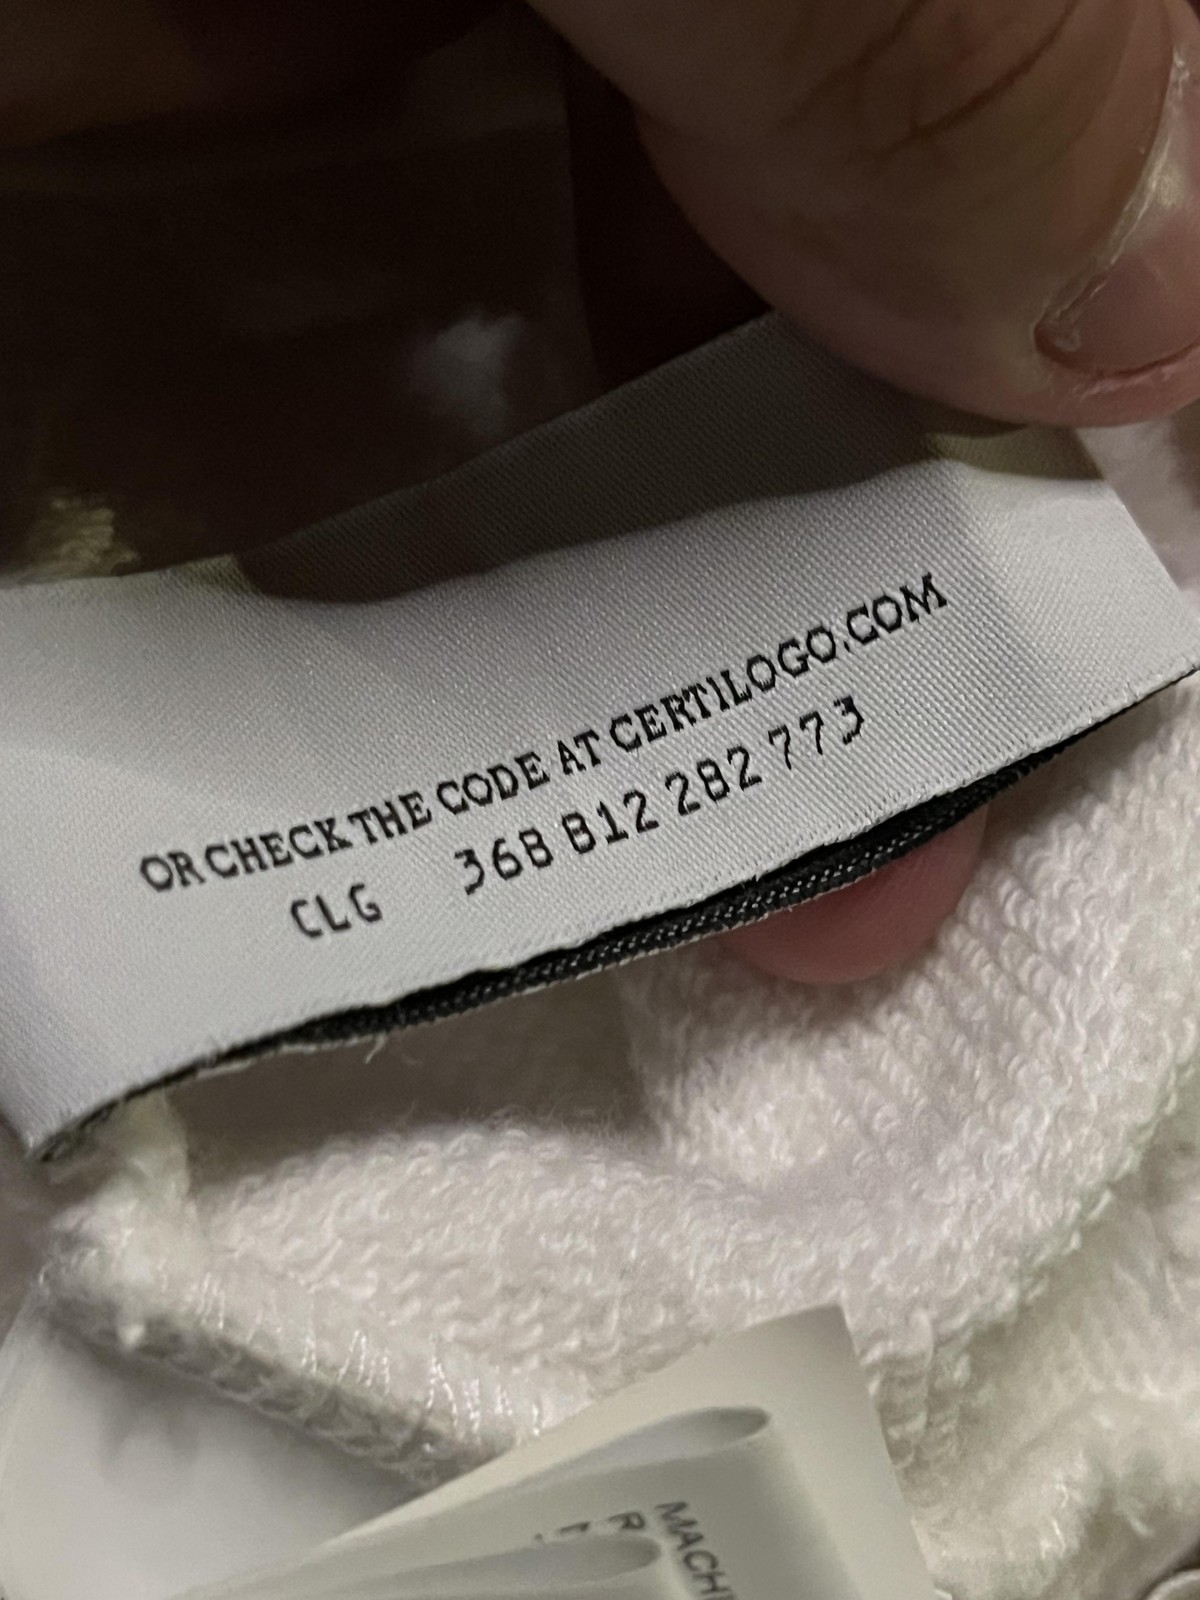 OR CHECK THE CODE AT CERTILOGO.COM
CLG 368 812 282 773